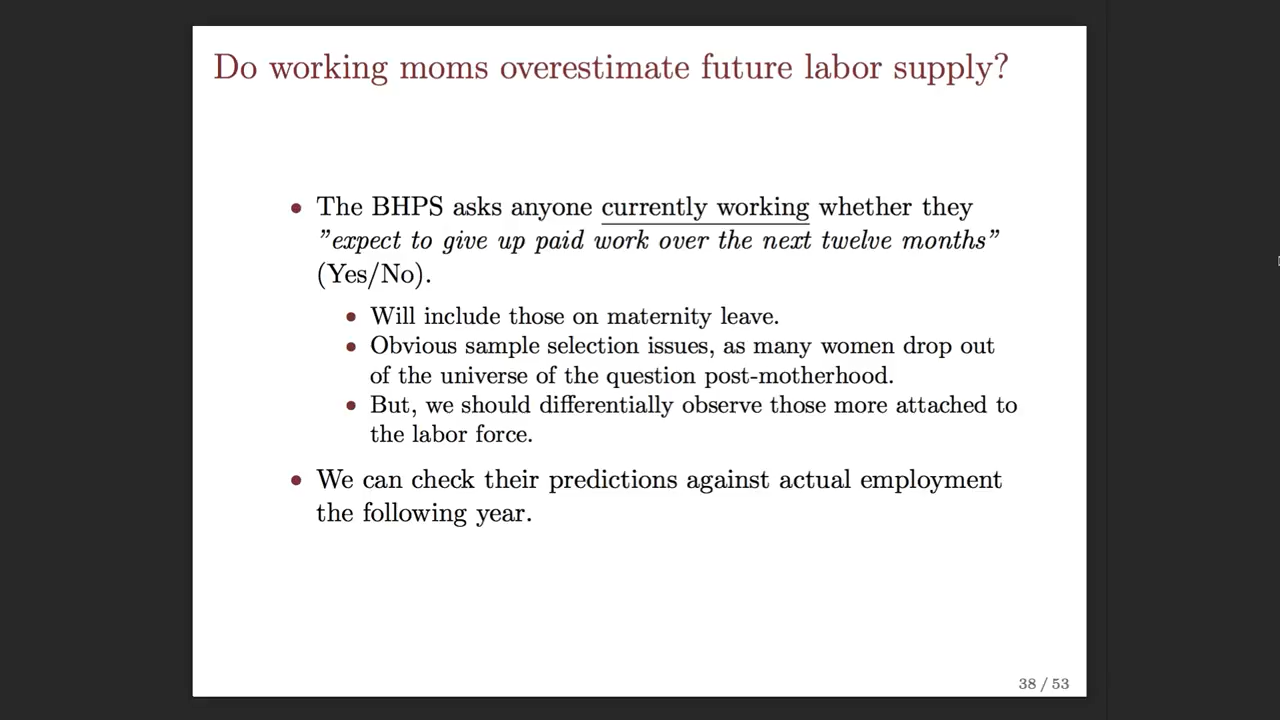 Do working moms overestimate future labor supply?
• The BHPS asks anyone currently working whether they
”expect to give up paid work over the next twelve months”
(Yes/No).
• Will include those on maternity leave.
• Obvious sample selection issues, as many women drop out
of the universe of the question post-motherhood.
• But, we should differentially observe those more attached to
the labor force.
• We can check their predictions against actual employment
the following year.
38 / 53